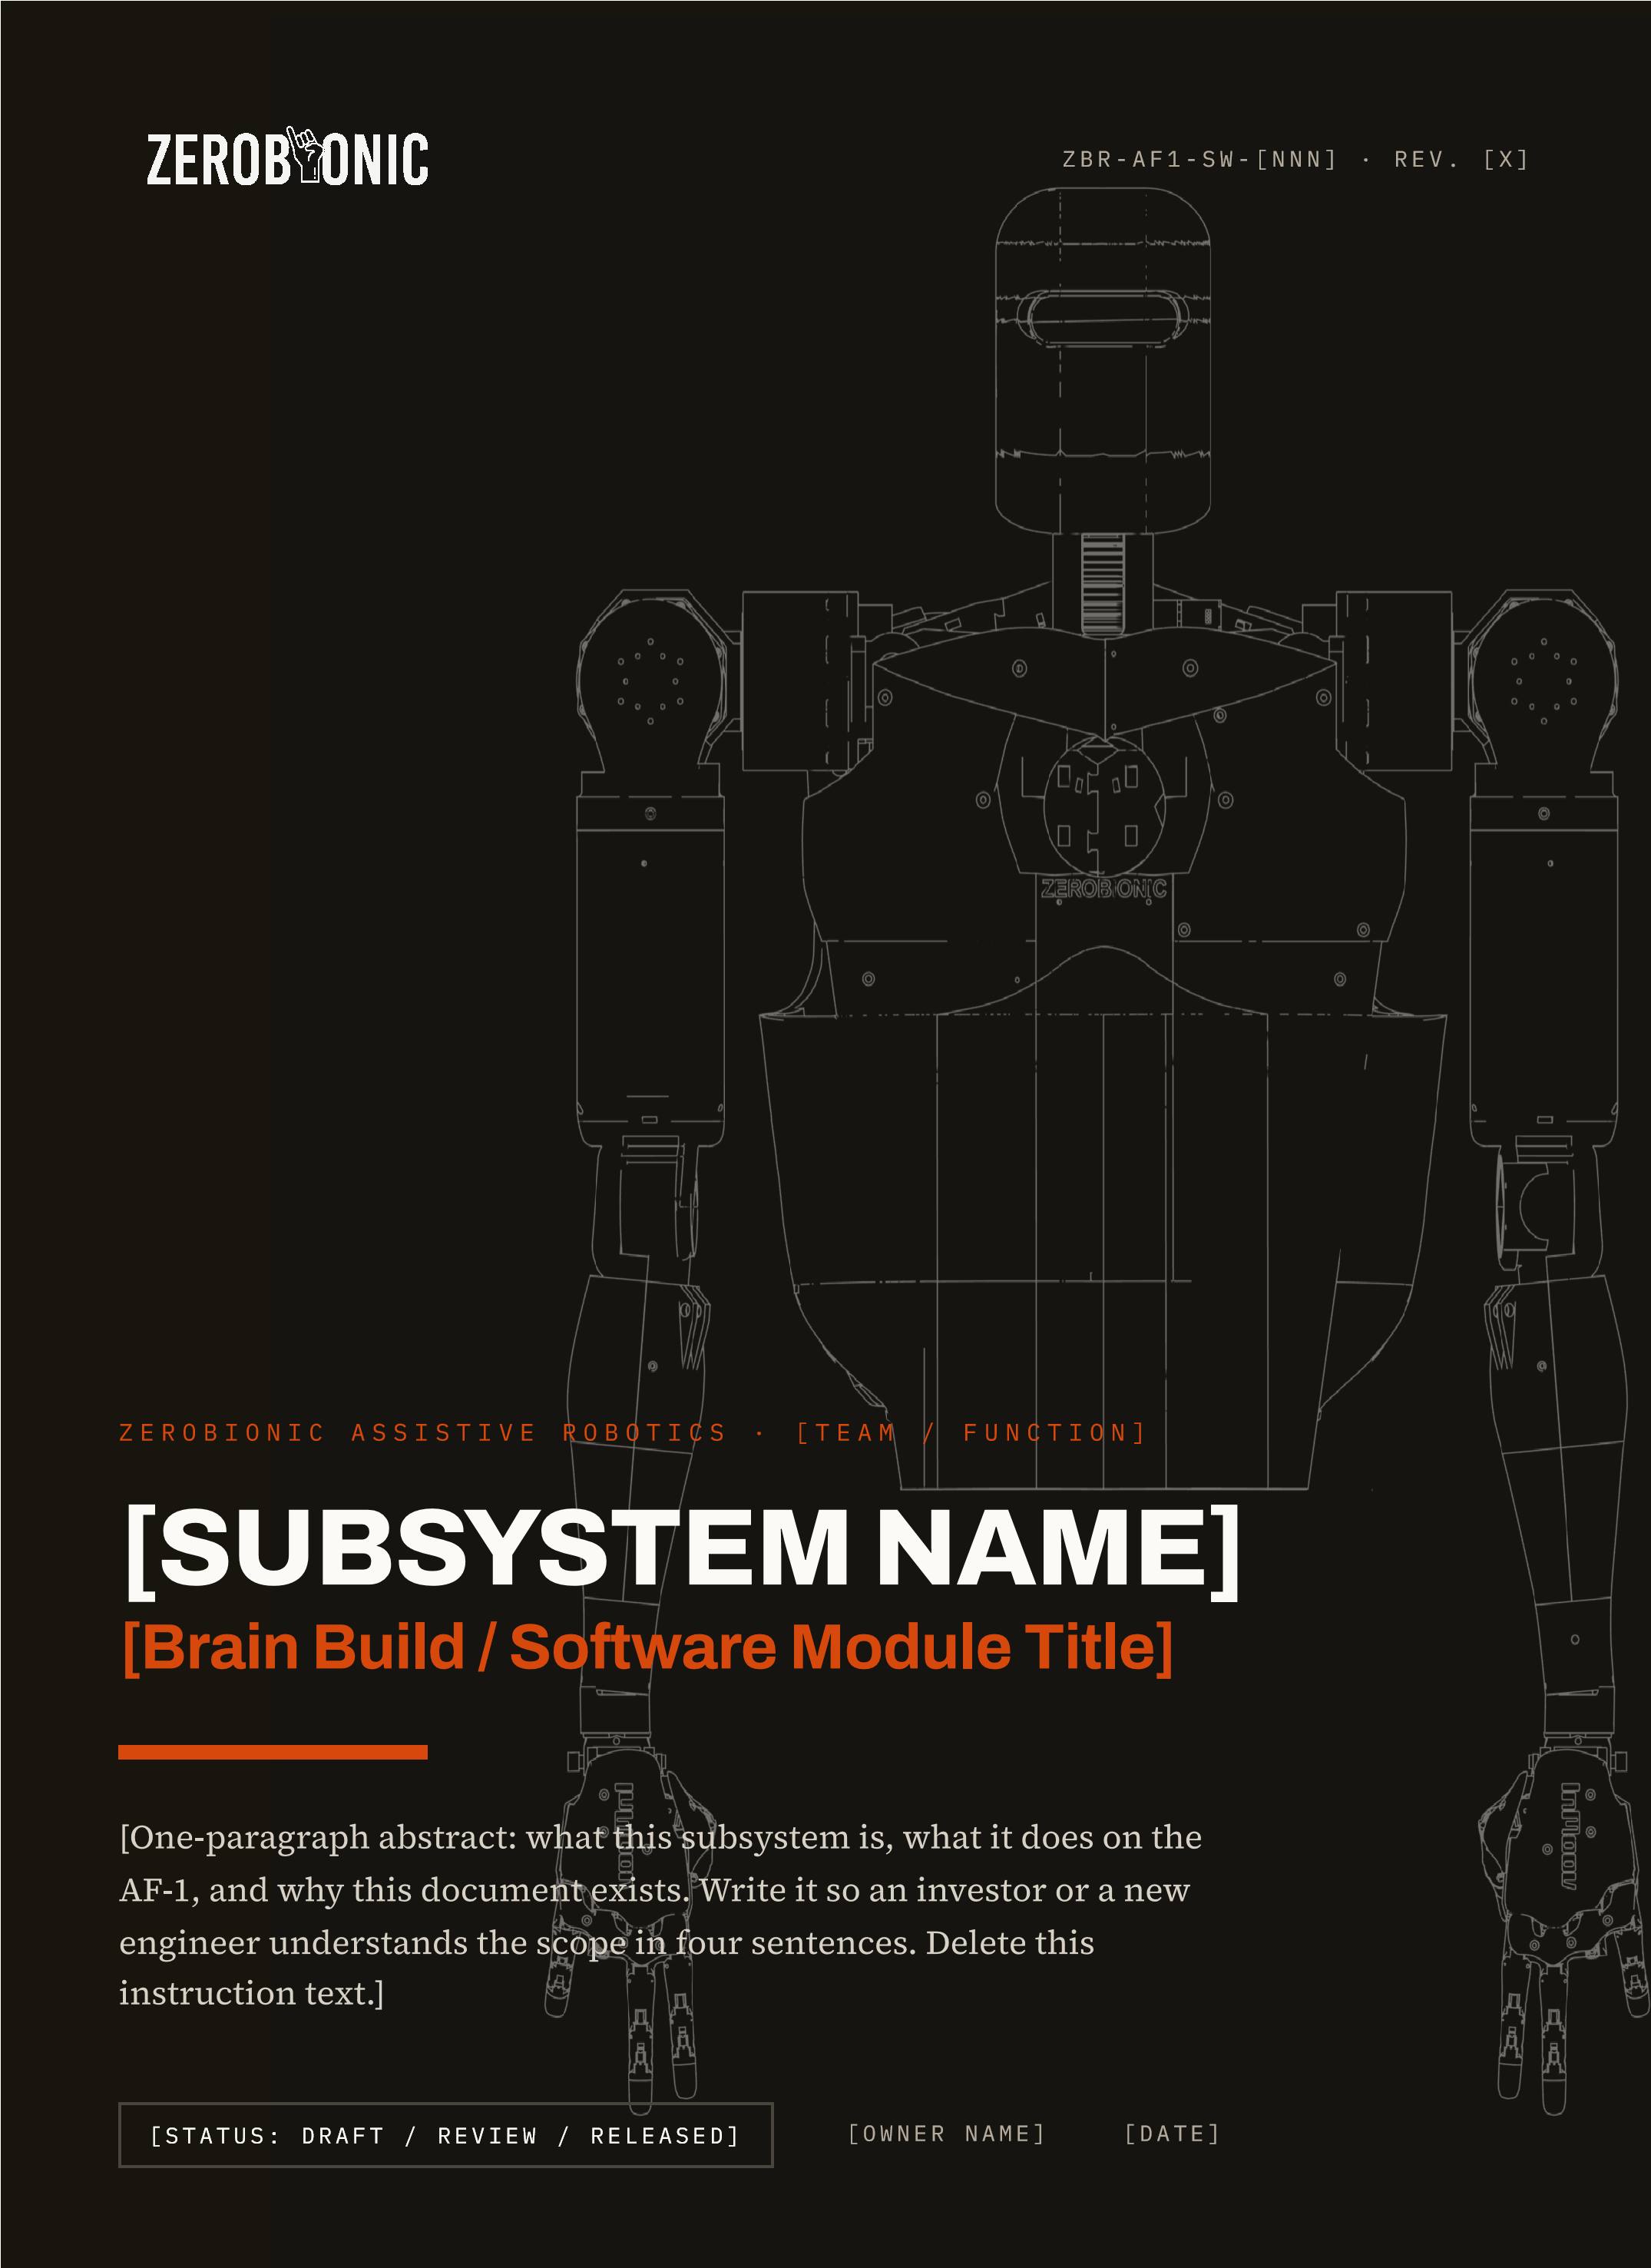 ZEROBIONIC
ZBR-AF1-SW-[NNN] · REV. [X]
ZEROBIONIC
ZEROBIONIC ASSISTIVE ROBOTICS · [TEAM / FUNCTION]
[SUBSYSTEM NAME]
[Brain Build / Software Module Title]
[One-paragraph abstract: what this subsystem is, what it does on the
AF-1, and why this document exists. Write it so an investor or a new
engineer understands the scope in four sentences. Delete this
instruction text.]
[STATUS: DRAFT / REVIEW / RELEASED]
[OWNER NAME]
[DATE]